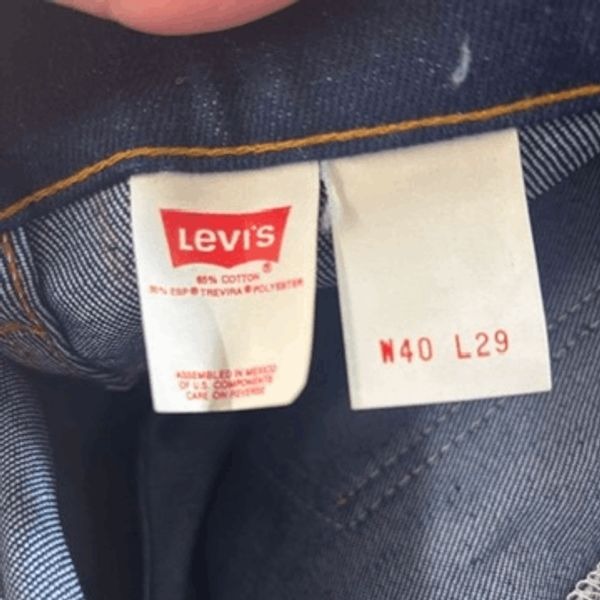 Levi's®
65% COTTON
35% ESP® TREVIRA® POLYESTER
ASSEMBLED IN MEXICO
OF U.S. COMPONENTS
CARE ON REVERSE
W40 L29